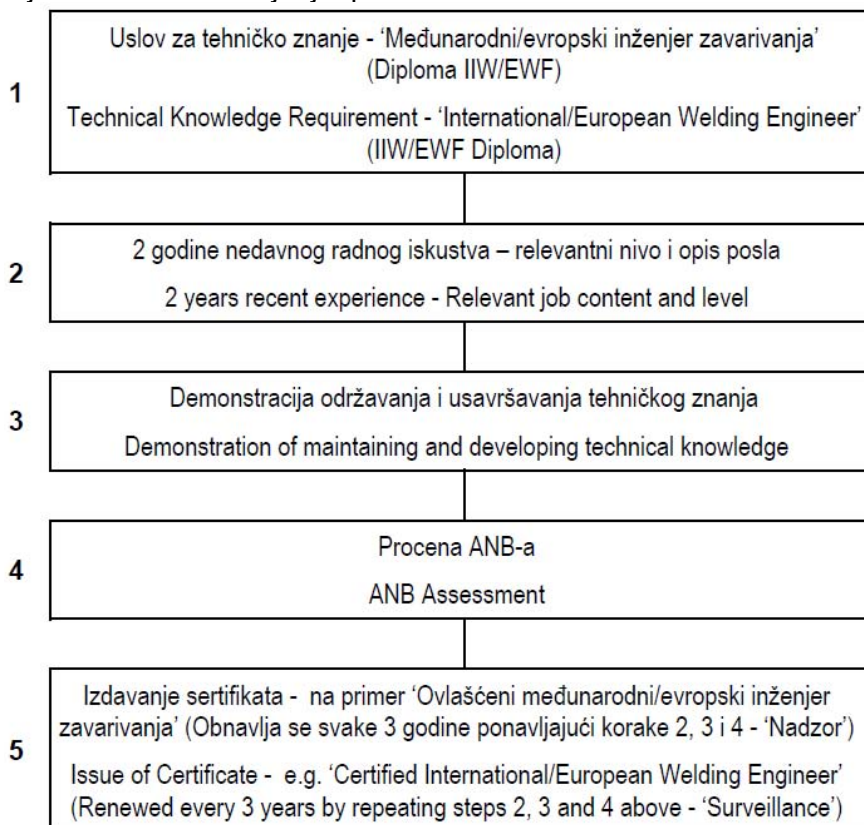 1
Uslov za tehničko znanje - ‘Međunarodni/evropski inženjer zavarivanja’
(Diploma IIW/EWF)
Technical Knowledge Requirement - ‘International/European Welding Engineer’
(IIW/EWF Diploma)
2
2 godine nedavnog radnog iskustva – relevantni nivo i opis posla
2 years recent experience - Relevant job content and level
3
Demonstracija održavanja i usavršavanja tehničkog znanja
Demonstration of maintaining and developing technical knowledge
4
Procena ANB-a
ANB Assessment
5
Izdavanje sertifikata - na primer ‘Ovlašćeni međunarodni/evropski inženjer
zavarivanja’ (Obnavlja se svake 3 godine ponavljajući korake 2, 3 i 4 - ‘Nadzor’)
Issue of Certificate - e.g. ‘Certified International/European Welding Engineer’
(Renewed every 3 years by repeating steps 2, 3 and 4 above - ‘Surveillance’)